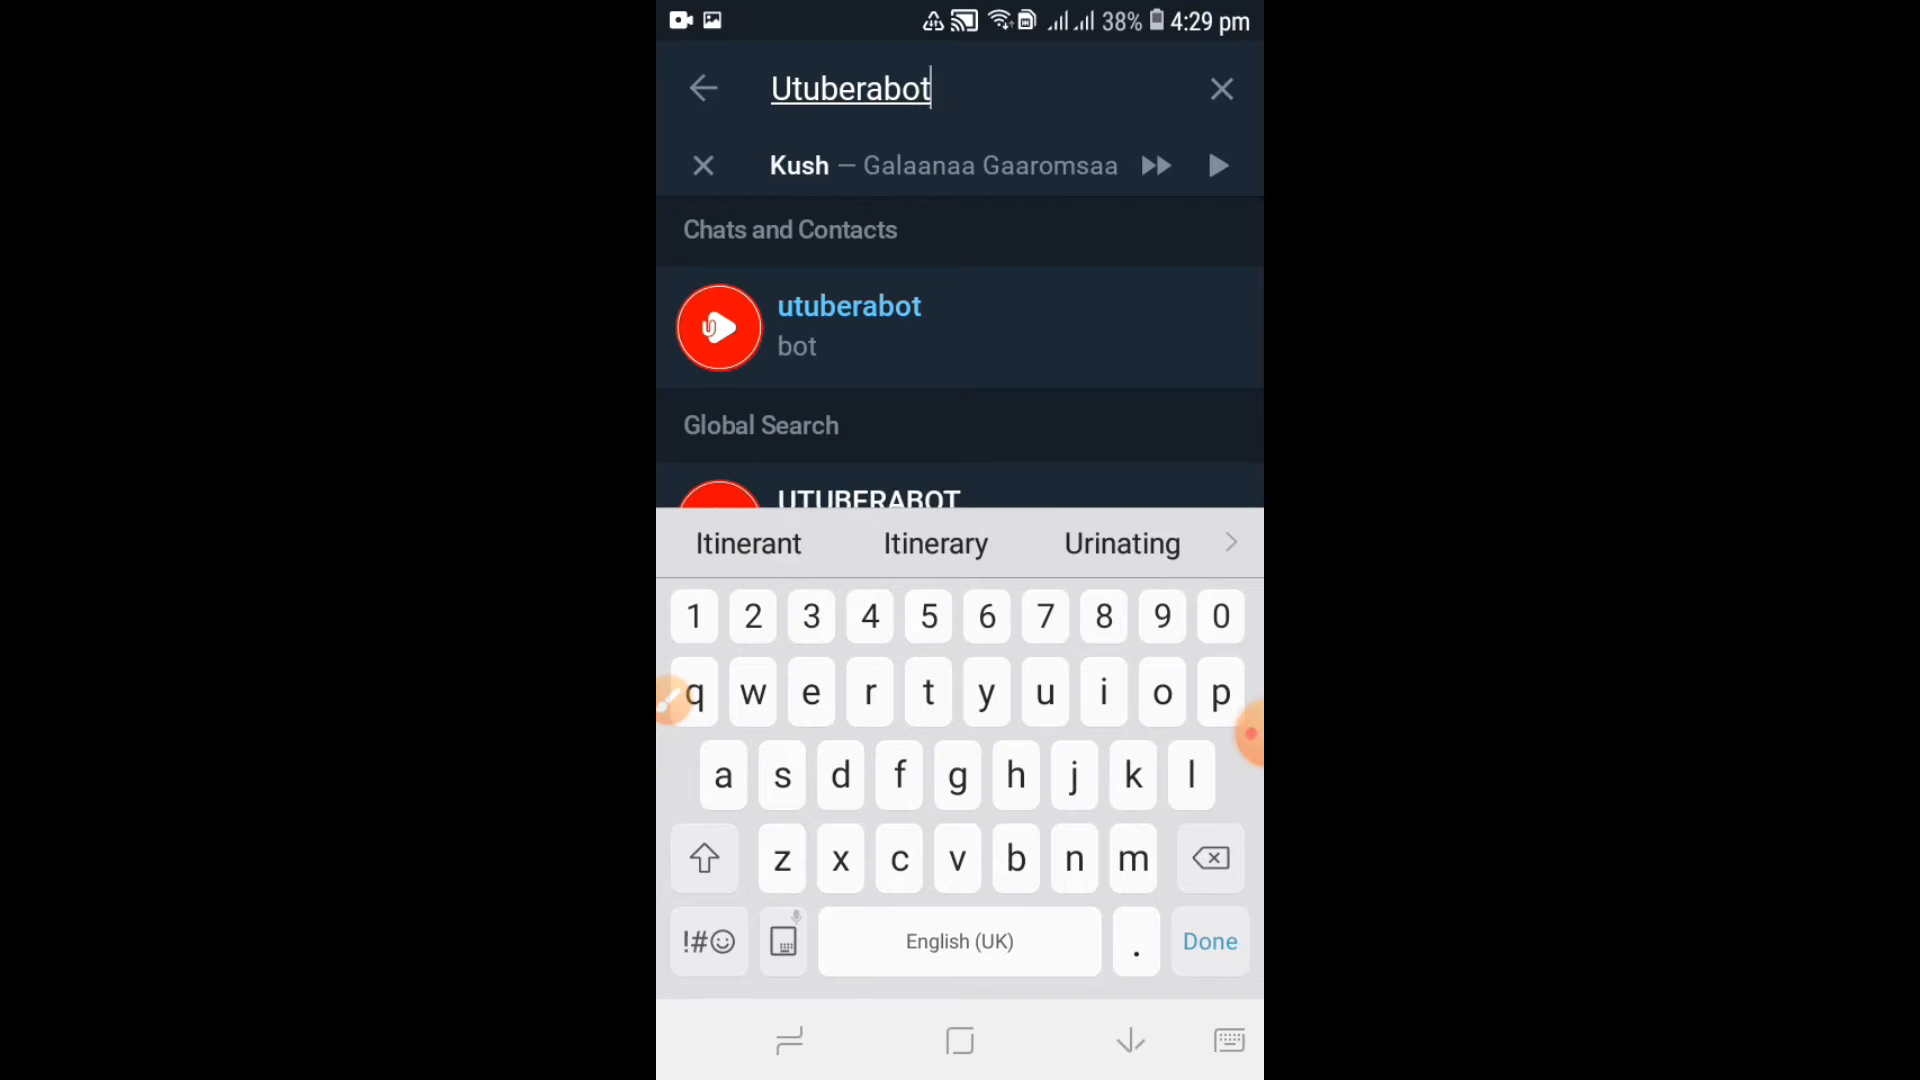 38% 4:29 pm
Utuberabot
Kush — Galaanaa Gaaromsaa
Chats and Contacts
utuberabot
bot
Global Search
UTUBERABOT
Itinerant Itinerary Urinating
1 2 3 4 5 6 7 8 9 0
q w e r t y u i o p
a s d f g h j k l
z x c v b n m
!#☺ English (UK) . Done